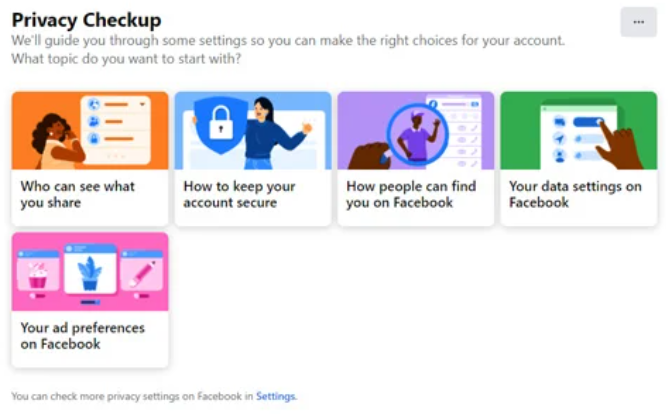 Privacy Checkup
We'll guide you through some settings so you can make the right choices for your account.
What topic do you want to start with?
Who can see what
you share
How to keep your
account secure
How people can find
you on Facebook
Your data settings on
Facebook
Your ad preferences
on Facebook
You can check more privacy settings on Facebook in Settings.